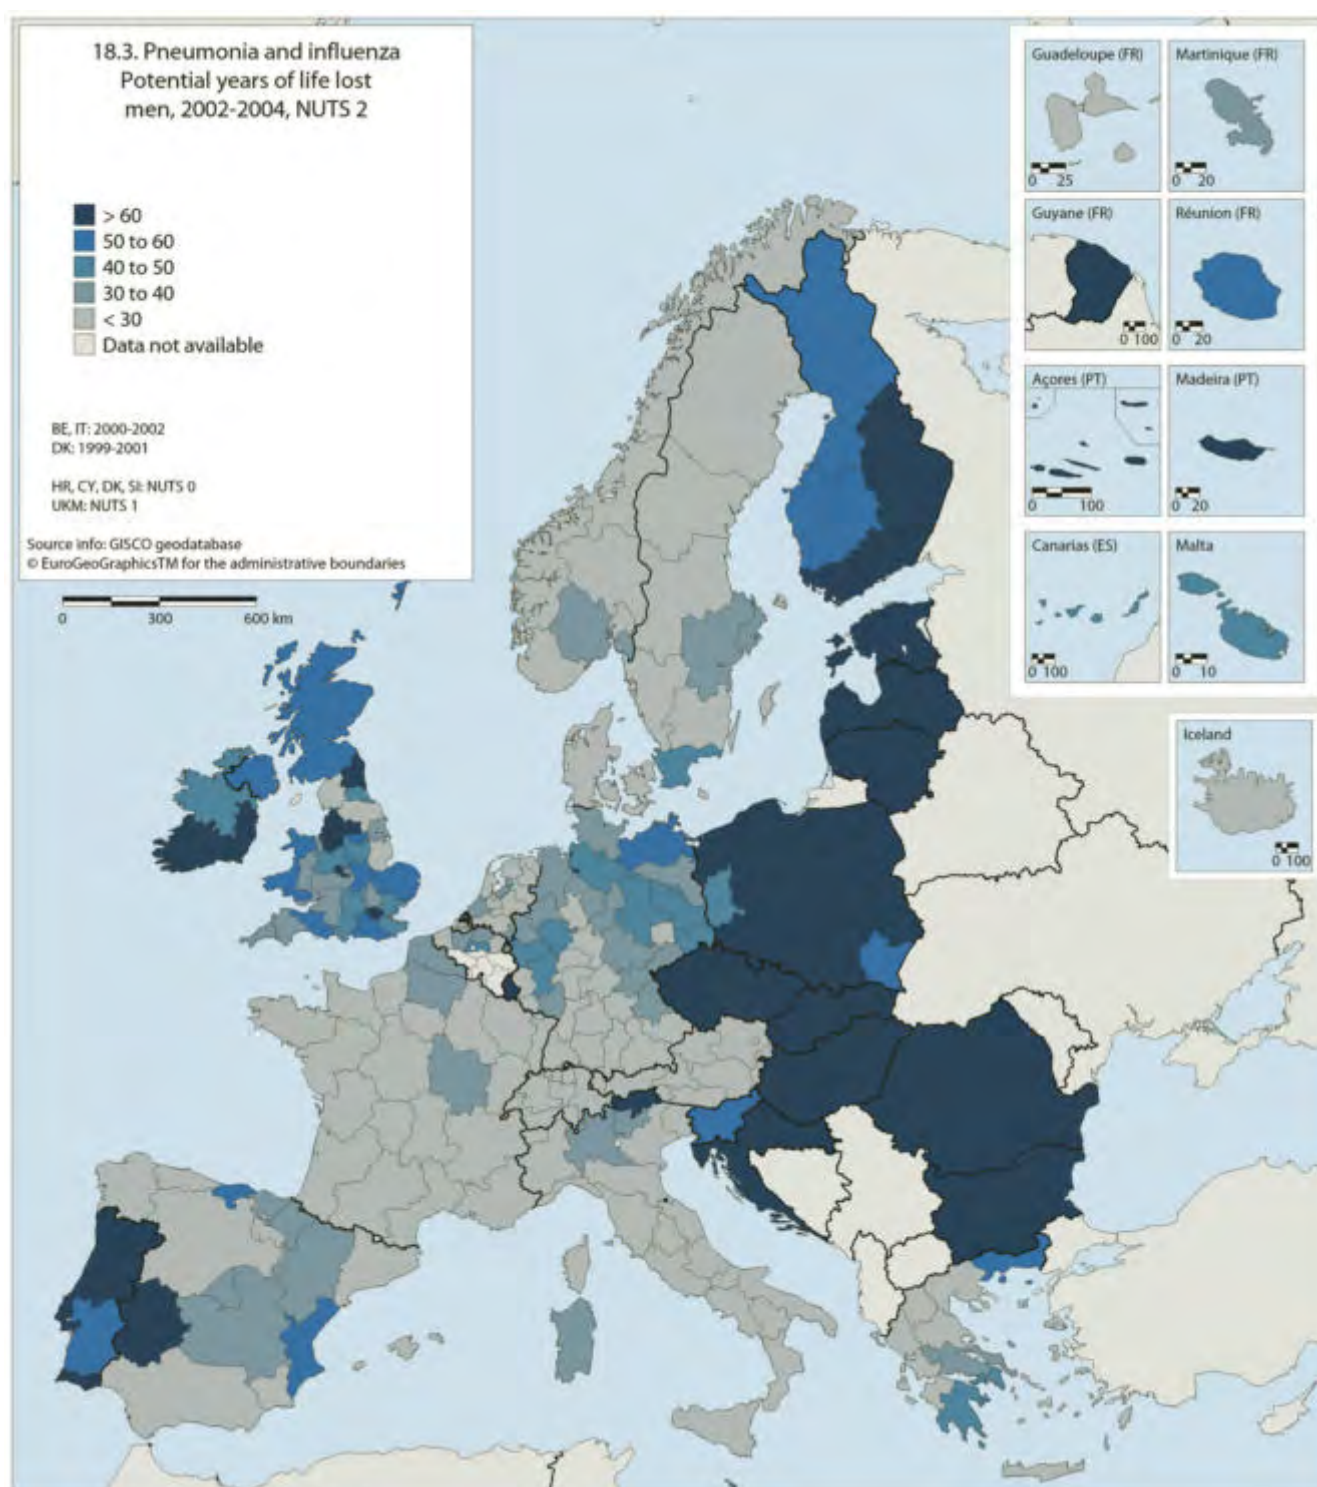 18.3. Pneumonia and influenza
Potential years of life lost
men, 2002-2004, NUTS 2
> 60
50 to 60
40 to 50
30 to 40
< 30
Data not available
BE, IT: 2000-2002
DK: 1999-2001
HR, CY, DK, SI: NUTS 0
UKM: NUTS 1
Source info: GISCO geodatabase
© EuroGeoGraphicsTM for the administrative boundaries
0 300 600 km
Guadeloupe (FR)
0 25
Martinique (FR)
0 20
Guyane (FR)
0 100
Réunion (FR)
0 20
Açores (PT)
0 100
Madeira (PT)
0 20
Canarias (ES)
0 100
Malta
0 10
Iceland
0 100